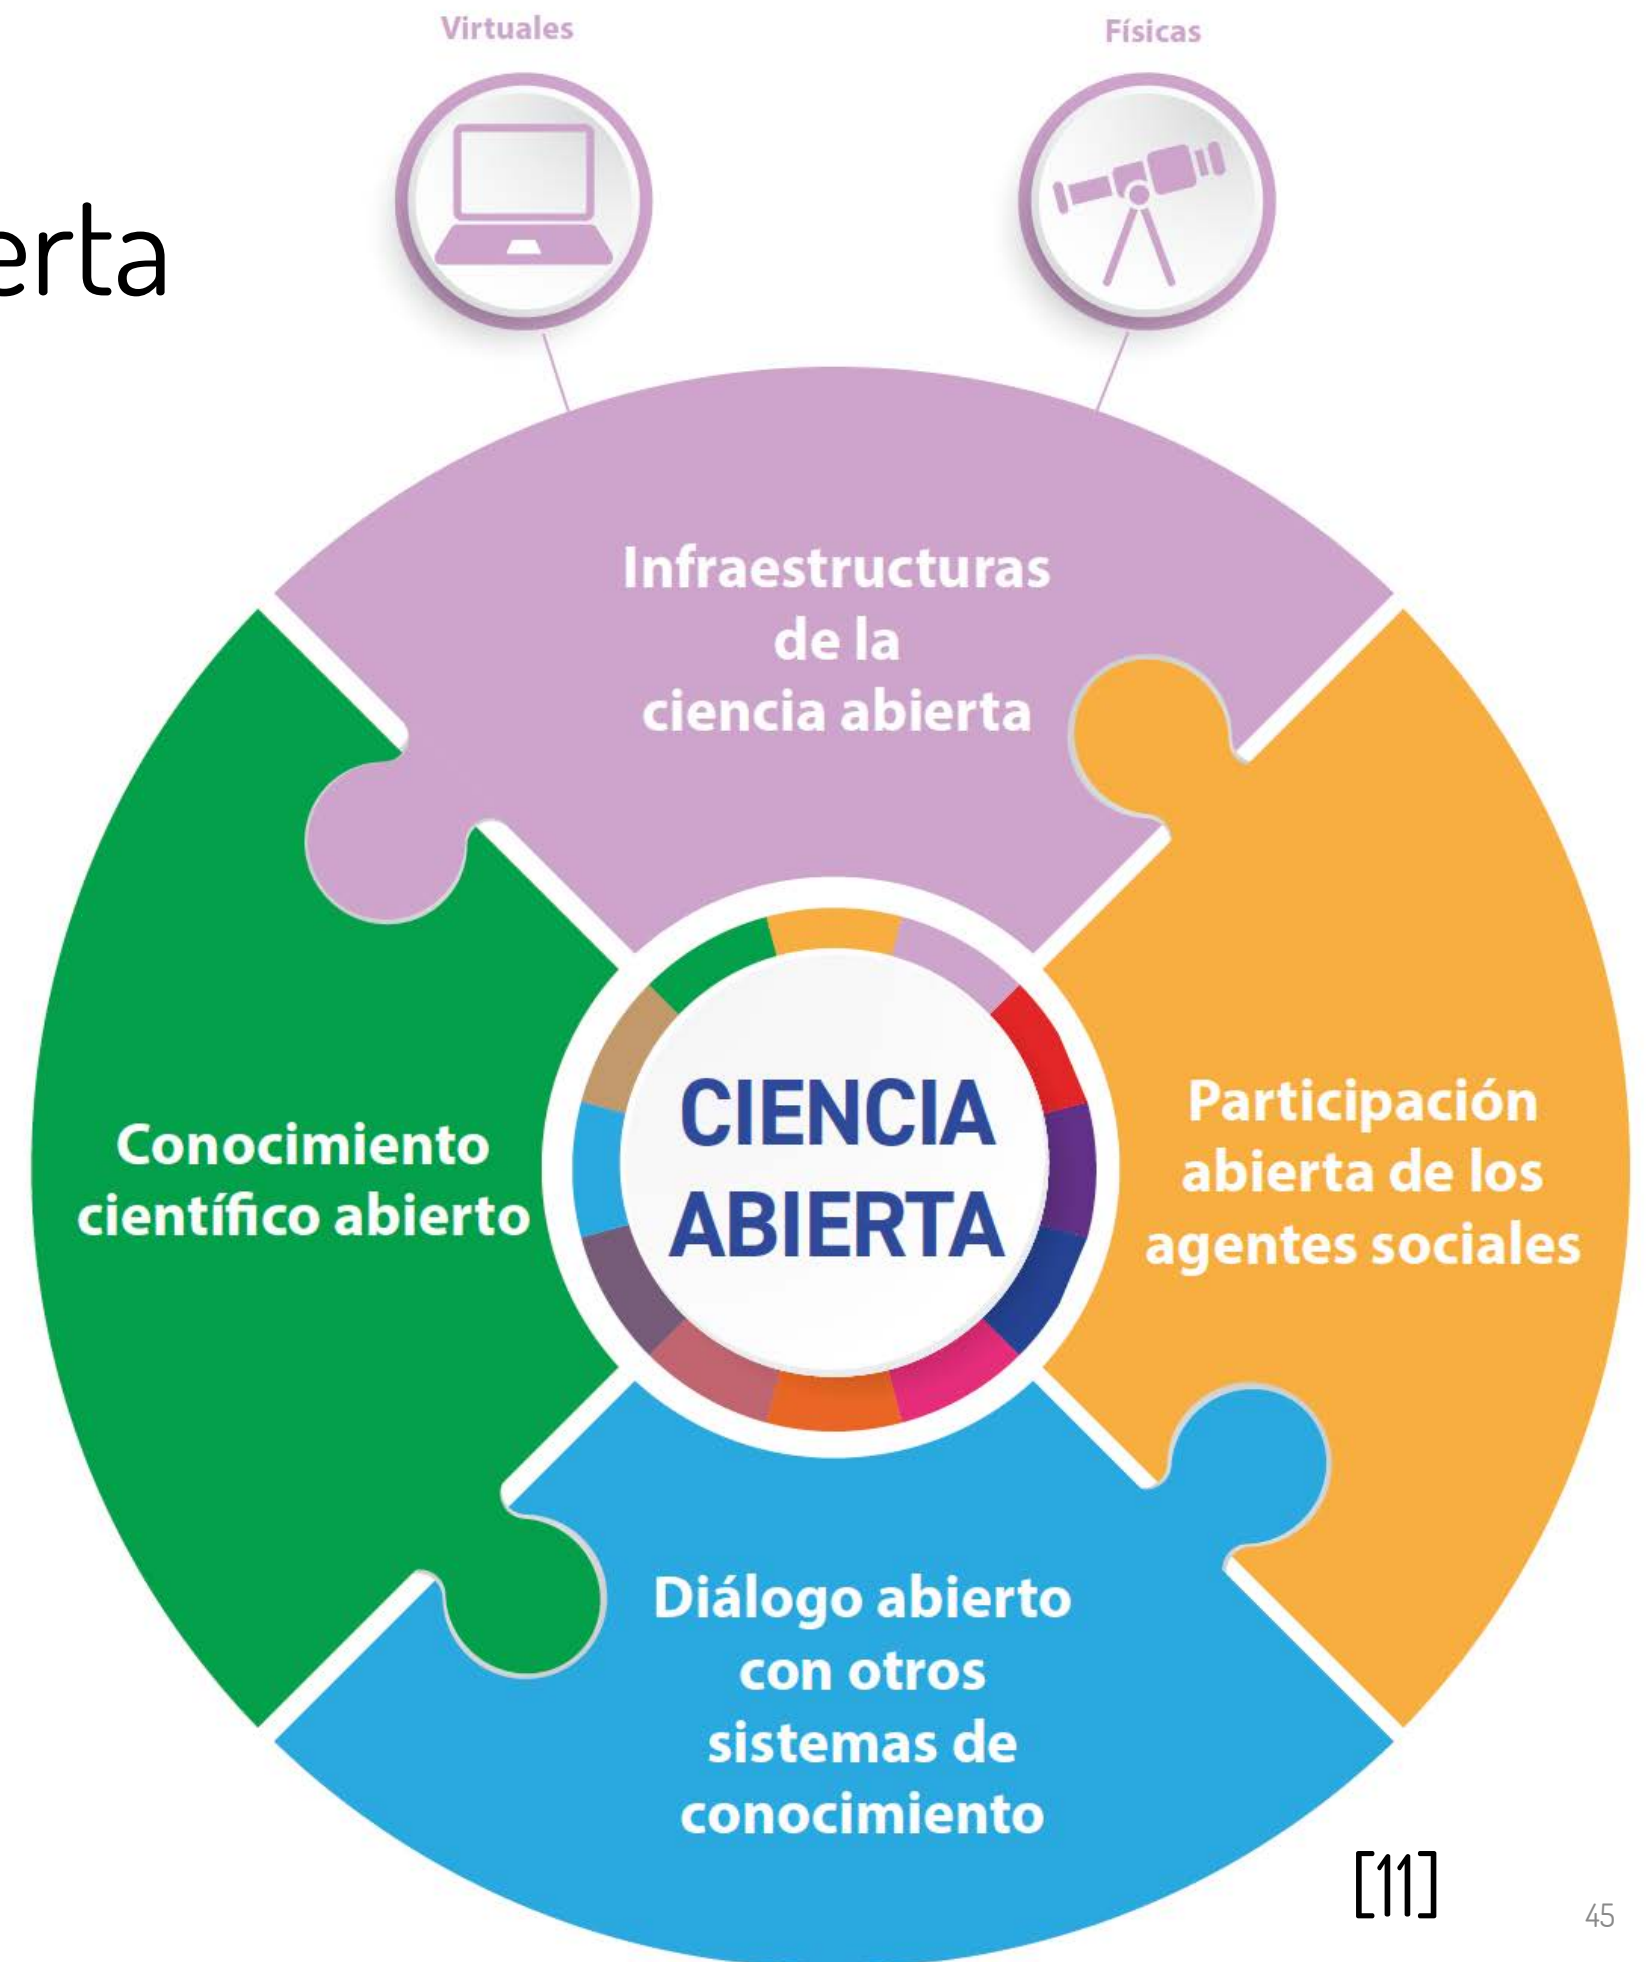 Virtuales
Físicas
erta
Infraestructuras
de la
ciencia abierta
Conocimiento
científico abierto
CIENCIA
ABIERTA
Participación
abierta de los
agentes sociales
Diálogo abierto
con otros
sistemas de
conocimiento
[11]
45